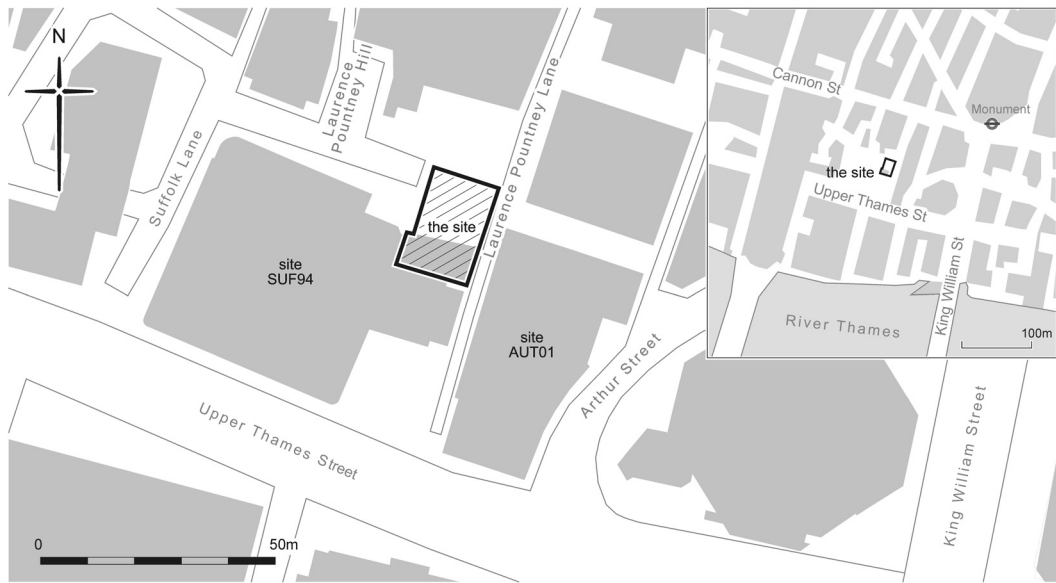 N
Laurence
Pountney Hill
Suffolk Lane
Laurence Pountney Lane
the site
site
SUF94
site
AUT01
Arthur Street
Upper Thames Street
King William Street
0
50m
Cannon St
Monument
the site
Upper Thames St
King William St
River Thames
100m